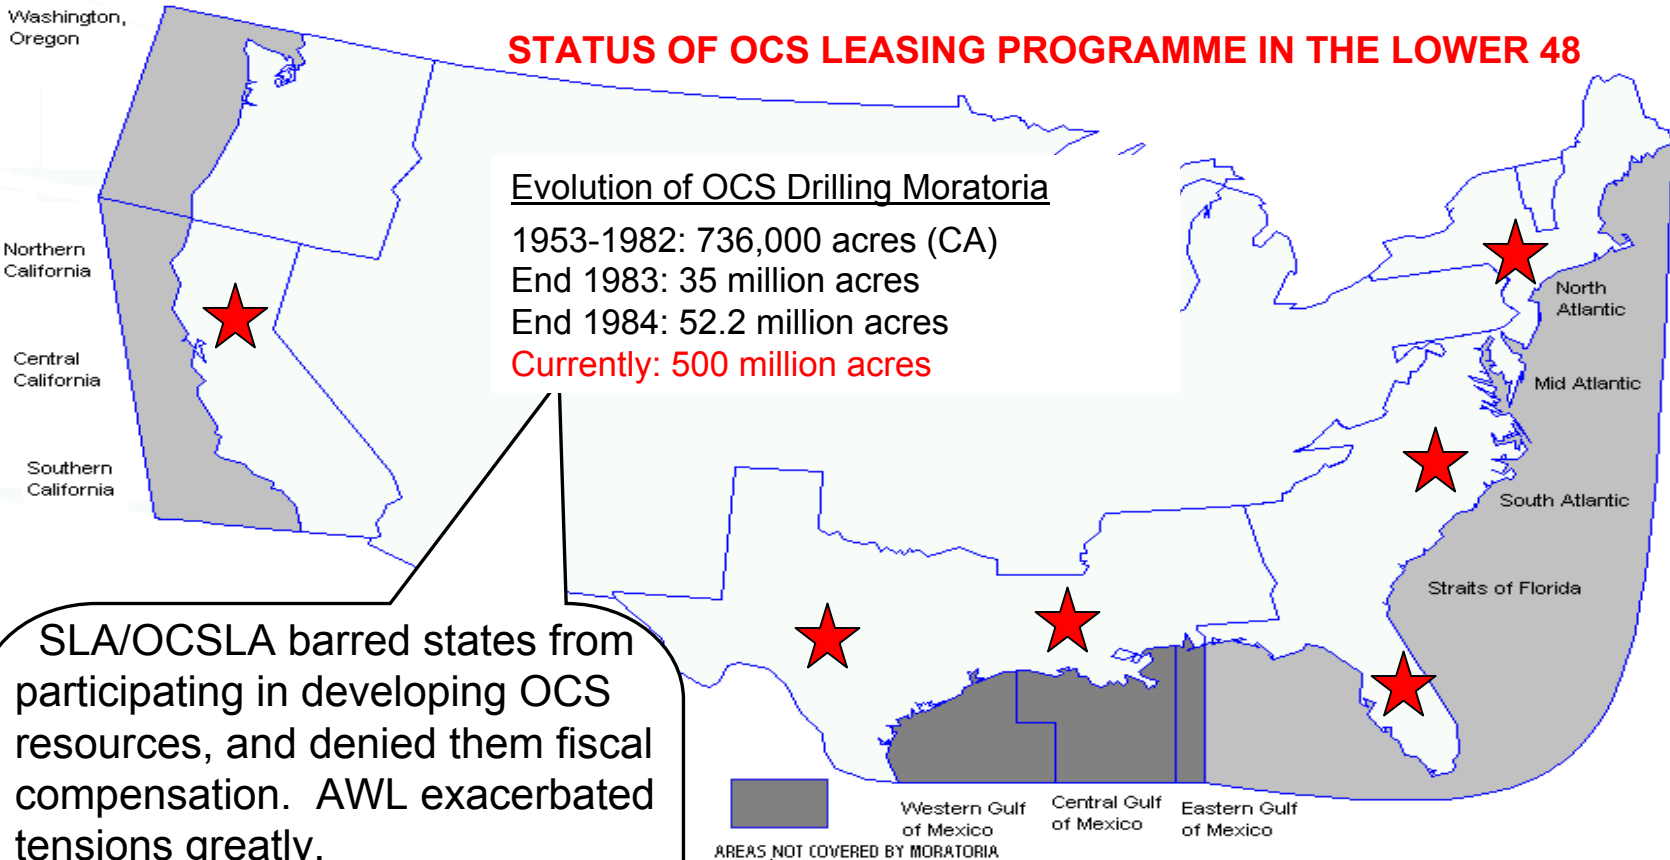 Washington,
Oregon
STATUS OF OCS LEASING PROGRAMME IN THE LOWER 48
Evolution of OCS Drilling Moratoria
1953-1982: 736,000 acres (CA)
End 1983: 35 million acres
End 1984: 52.2 million acres
Currently: 500 million acres
Northern
California
Central
California
Southern
California
North
Atlantic
Mid Atlantic
South Atlantic
Straits of Florida
SLA/OCSLA barred states from
participating in developing OCS
resources, and denied them fiscal
compensation. AWL exacerbated
tensions greatly.
Western Gulf
of Mexico
Central Gulf
of Mexico
Eastern Gulf
of Mexico
AREAS NOT COVERED BY MORATORIA